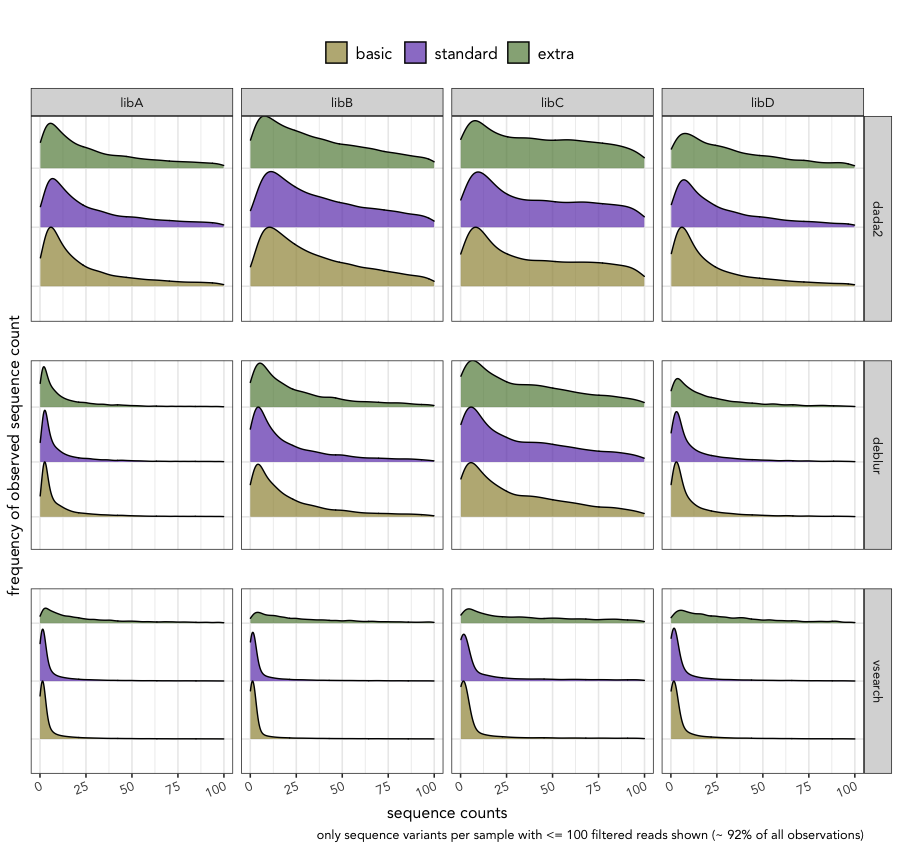 basic standard extra
libA libB libC libD
dada2
deblur
vsearch
frequency of observed sequence count
0 25 50 75 100 0 25 50 75 100 0 25 50 75 100 0 25 50 75 100
sequence counts
only sequence variants per sample with <= 100 filtered reads shown (~ 92% of all observations)